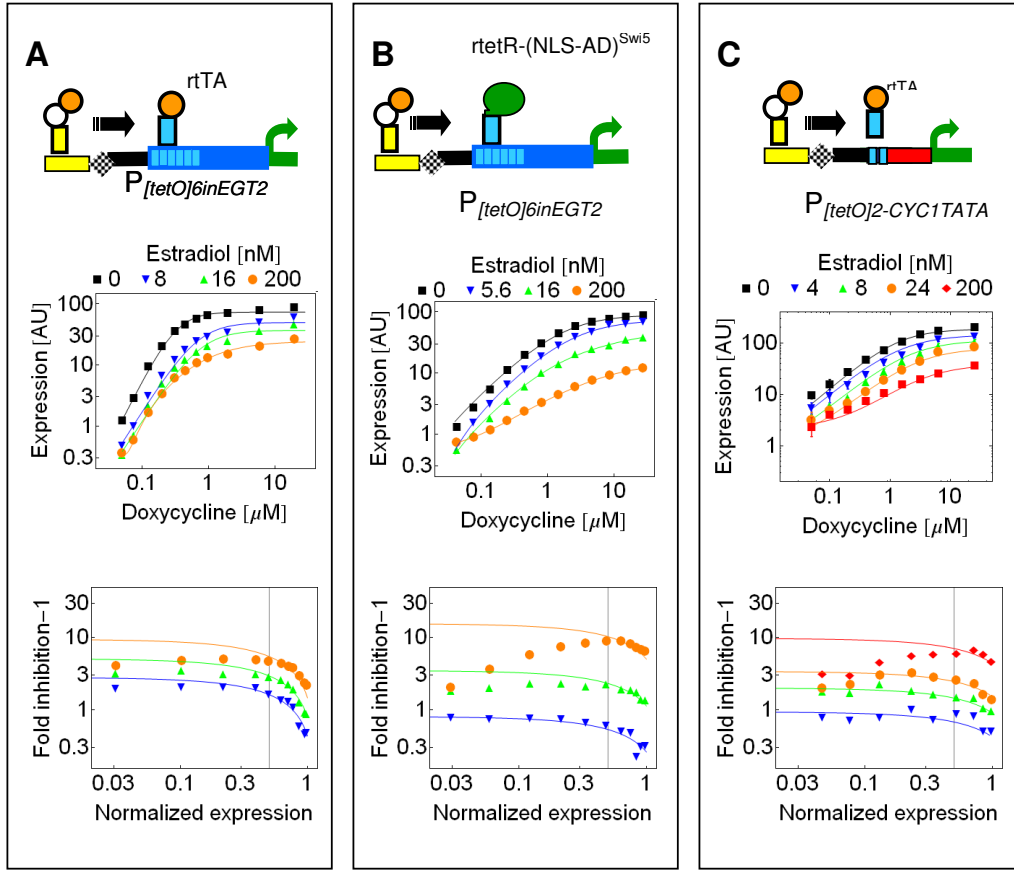 A
rtTA
P[tetO]6inEGT2
Estradiol [nM]
0 8 16 200
Expression [AU]
100
30
10
3
1
0.3
0.1 1 10
Doxycycline [μM]
Fold inhibition−1
30
10
3
1
0.3
0.03 0.1 0.3 1
Normalized expression
B
rtetR-(NLS-AD)Swi5
P[tetO]6inEGT2
Estradiol [nM]
0 5.6 16 200
Expression [AU]
100
30
10
3
1
0.3
0.1 1 10
Doxycycline [μM]
Fold inhibition−1
30
10
3
1
0.3
0.03 0.1 0.3 1
Normalized expression
C
rtTA
P[tetO]2-CYC1TATA
Estradiol [nM]
0 4 8 24 200
Expression [AU]
100
10
1
0.1 1 10
Doxycycline [μM]
Fold inhibition−1
30
10
3
1
0.3
0.03 0.1 0.3 1
Normalized expression